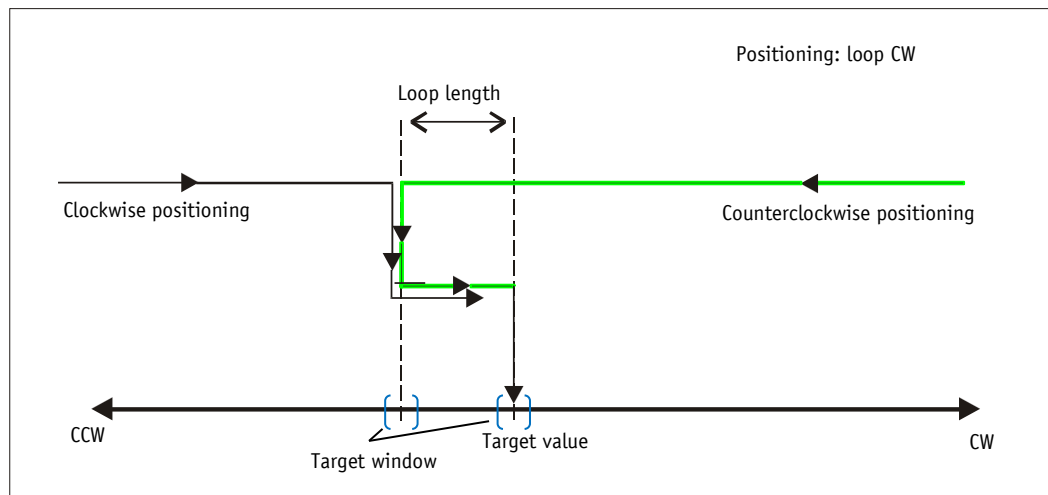 Positioning: loop CW
Loop length
Clockwise positioning
Counterclockwise positioning
CCW
Target window
Target value
CW